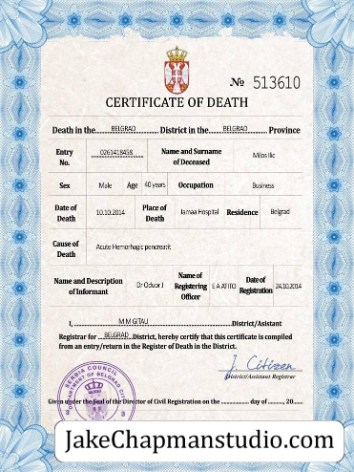 № 513610
CERTIFICATE OF DEATH
Death in the BELGRAD District in the BELGRAD Province
Entry No. 0261418458 Name and Surname of Deceased Milos Ilic
Sex Male Age 40 years Occupation Business
Date of Death 10.10.2014 Place of Death Jamaa Hospital Residence Belgrad
Cause of Death Acute Hemorhagic pancreatit
Name and Description of Informant Dr Oduor J Name of Registering Officer L A ATITO Date of Registration 24.10.2014
I, M.M GITAU District/Asistant
Registrar for BELGRAD District, hereby certify that this certificate is compiled
from an entry/return in the Register of Death in the District.
J. Citizen
District/Assistant Registrar
SERBIA COUNCIL
Given under the Seal of the Director of Civil Registration on the day of 20
JakeChapmanstudio.com